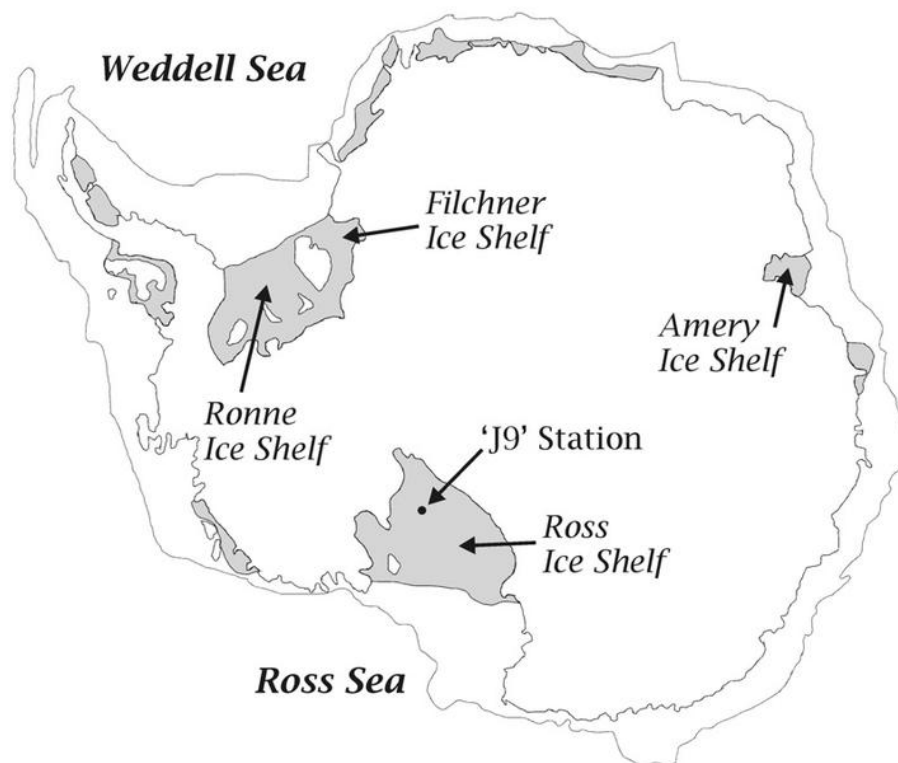 Weddell Sea
Filchner
Ice Shelf
Amery
Ice Shelf
Ronne
Ice Shelf
‘J9’ Station
Ross
Ice Shelf
Ross Sea